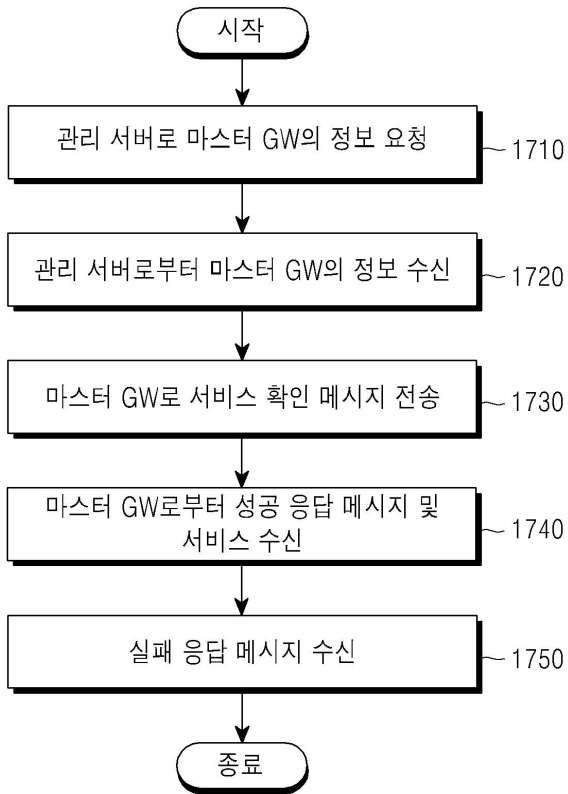 시작
관리 서버로 마스터 GW의 정보 요청
1710
관리 서버로부터 마스터 GW의 정보 수신
1720
마스터 GW로 서비스 확인 메시지 전송
1730
마스터 GW로부터 성공 응답 메시지 및
서비스 수신
1740
실패 응답 메시지 수신
1750
종료